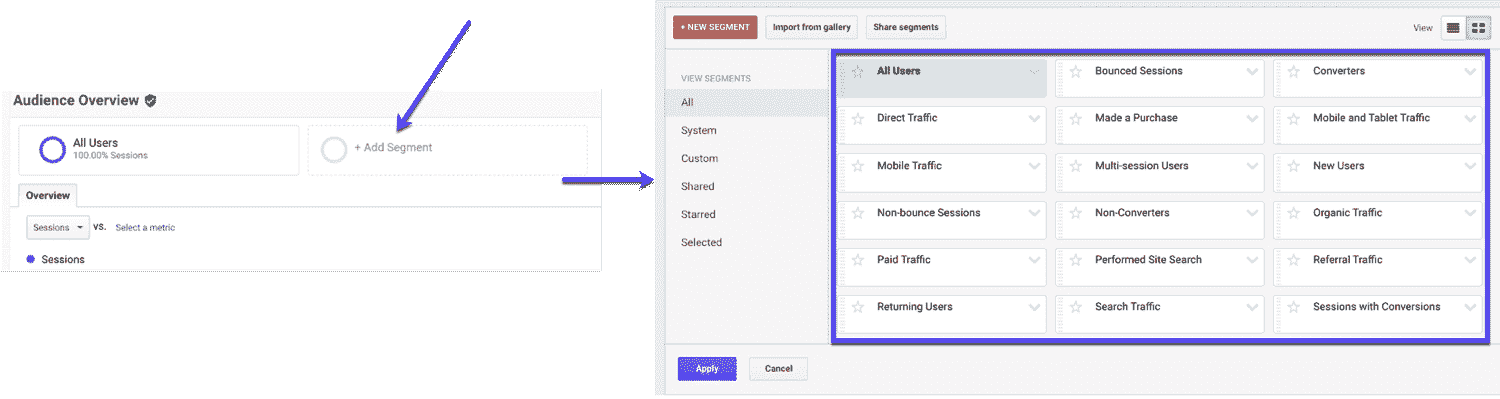 Audience Overview
All Users
100.00% Sessions
+ Add Segment
Overview
Sessions
vs.
Select a metric
Sessions
+ NEW SEGMENT
Import from gallery
Share segments
View
VIEW SEGMENTS
All
System
Custom
Shared
Starred
Selected
All Users
Bounced Sessions
Converters
Direct Traffic
Made a Purchase
Mobile and Tablet Traffic
Mobile Traffic
Multi-session Users
New Users
Non-bounce Sessions
Non-Converters
Organic Traffic
Paid Traffic
Performed Site Search
Referral Traffic
Returning Users
Search Traffic
Sessions with Conversions
Apply
Cancel